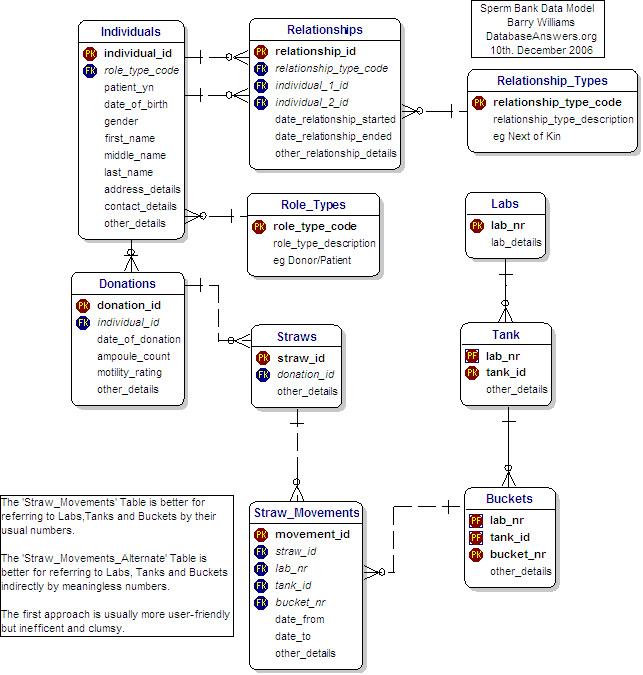 Sperm Bank Data Model
Barry Williams
DatabaseAnswers.org
10th. December 2006
Individuals
PK individual_id
FK role_type_code
patient_yn
date_of_birth
gender
first_name
middle_name
last_name
address_details
contact_details
other_details
Relationships
PK relationship_id
FK relationship_type_code
FK individual_1_id
FK individual_2_id
date_relationship_started
date_relationship_ended
other_relationship_details
Relationship_Types
PK relationship_type_code
relationship_type_description
eg Next of Kin
Role_Types
PK role_type_code
role_type_description
eg Donor/Patient
Labs
PK lab_nr
lab_details
Donations
PK donation_id
FK individual_id
date_of_donation
ampoule_count
motility_rating
other_details
Straws
PK straw_id
FK donation_id
other_details
Tank
PF lab_nr
PK tank_id
other_details
Straw_Movements
PK movement_id
FK straw_id
FK lab_nr
FK tank_id
FK bucket_nr
date_from
date_to
other_details
Buckets
PF lab_nr
PF tank_id
PK bucket_nr
other_details
The 'Straw_Movements' Table is better for
referring to Labs,Tanks and Buckets by their
usual numbers.
The 'Straw_Movements_Alternate' Table is
better for referring to Labs, Tanks and Buckets
indirectly by meaningless numbers.
The first approach is usually more user-friendly
but inefficent and clumsy.